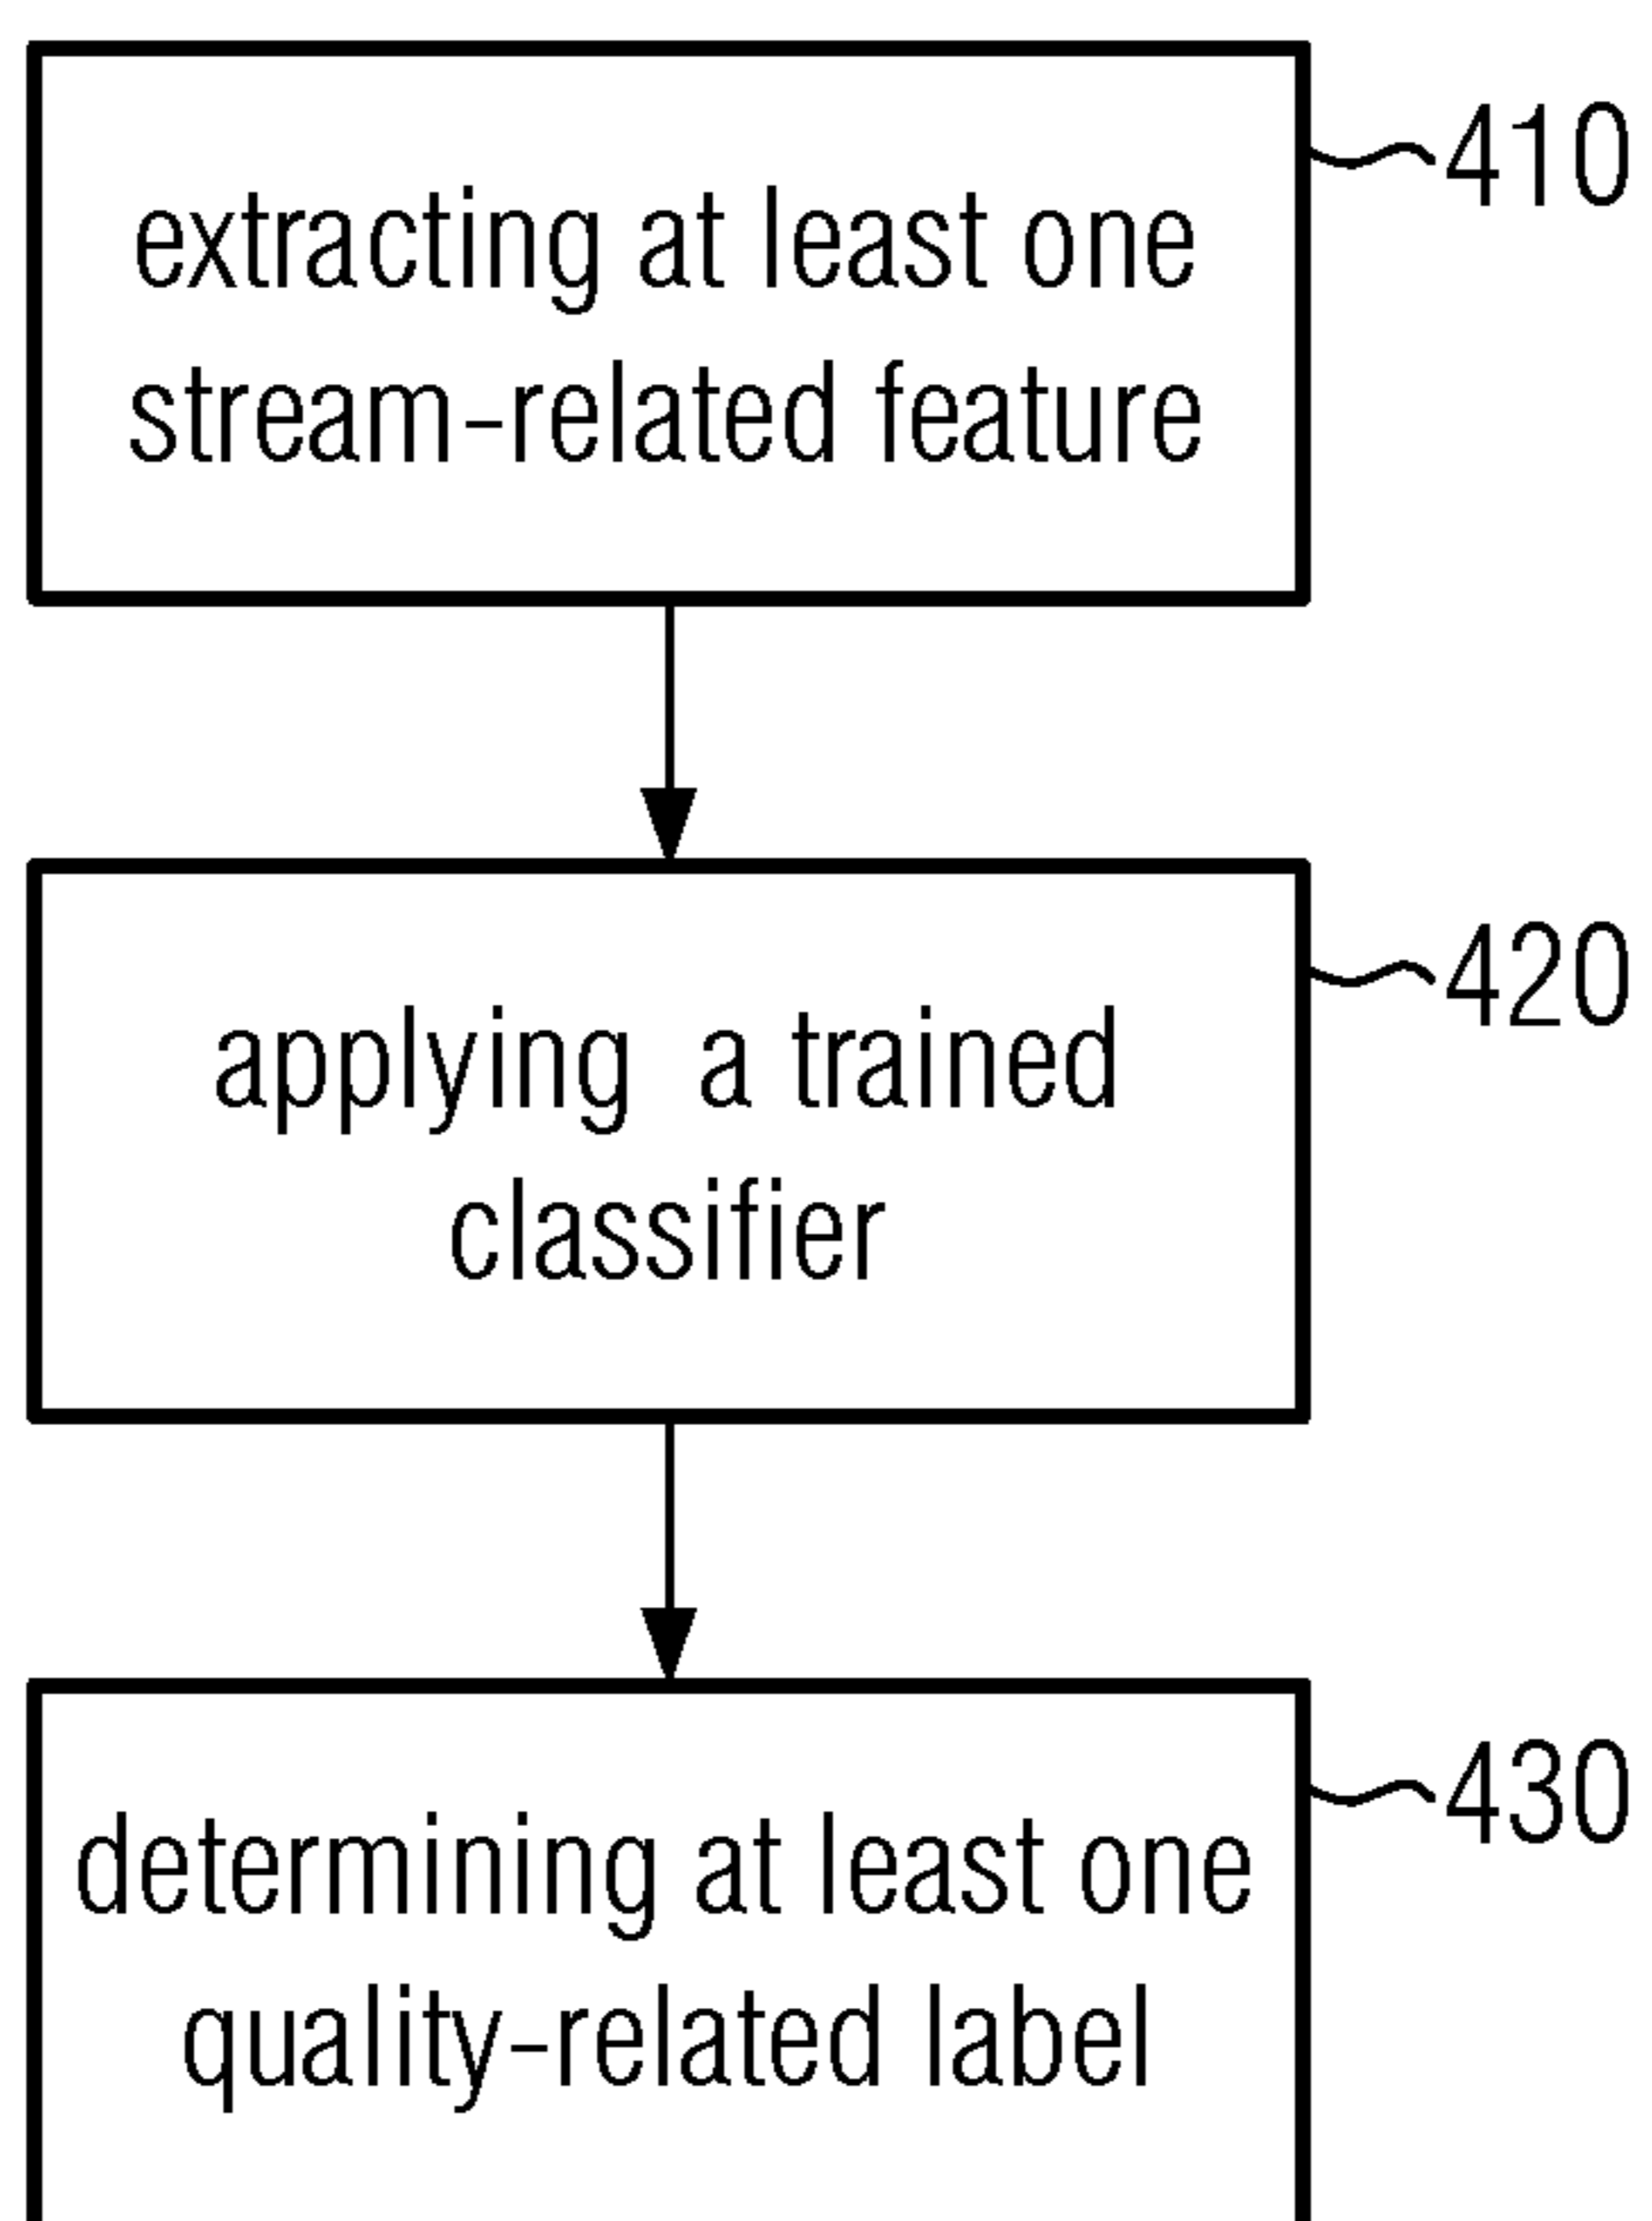 extracting at least one
stream-related feature
410
applying a trained
classifier
420
determining at least one
quality-related label
430